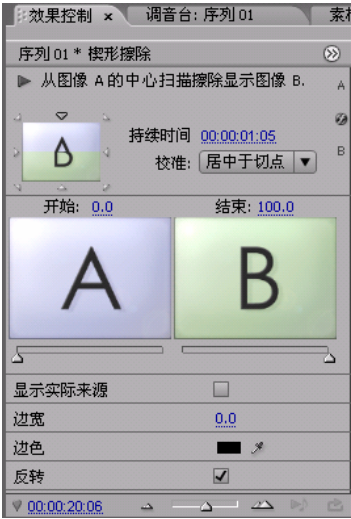 效果控制 × 调音台: 序列 01
序列 01 * 楔形擦除
从图像 A 的中心扫描擦除显示图像 B.
A
持续时间 00:00:01:05
B
校准: 居中于切点
开始: 0.0 结束: 100.0
A B
显示实际来源
边宽 0.0
边色
反转
00:00:20:06